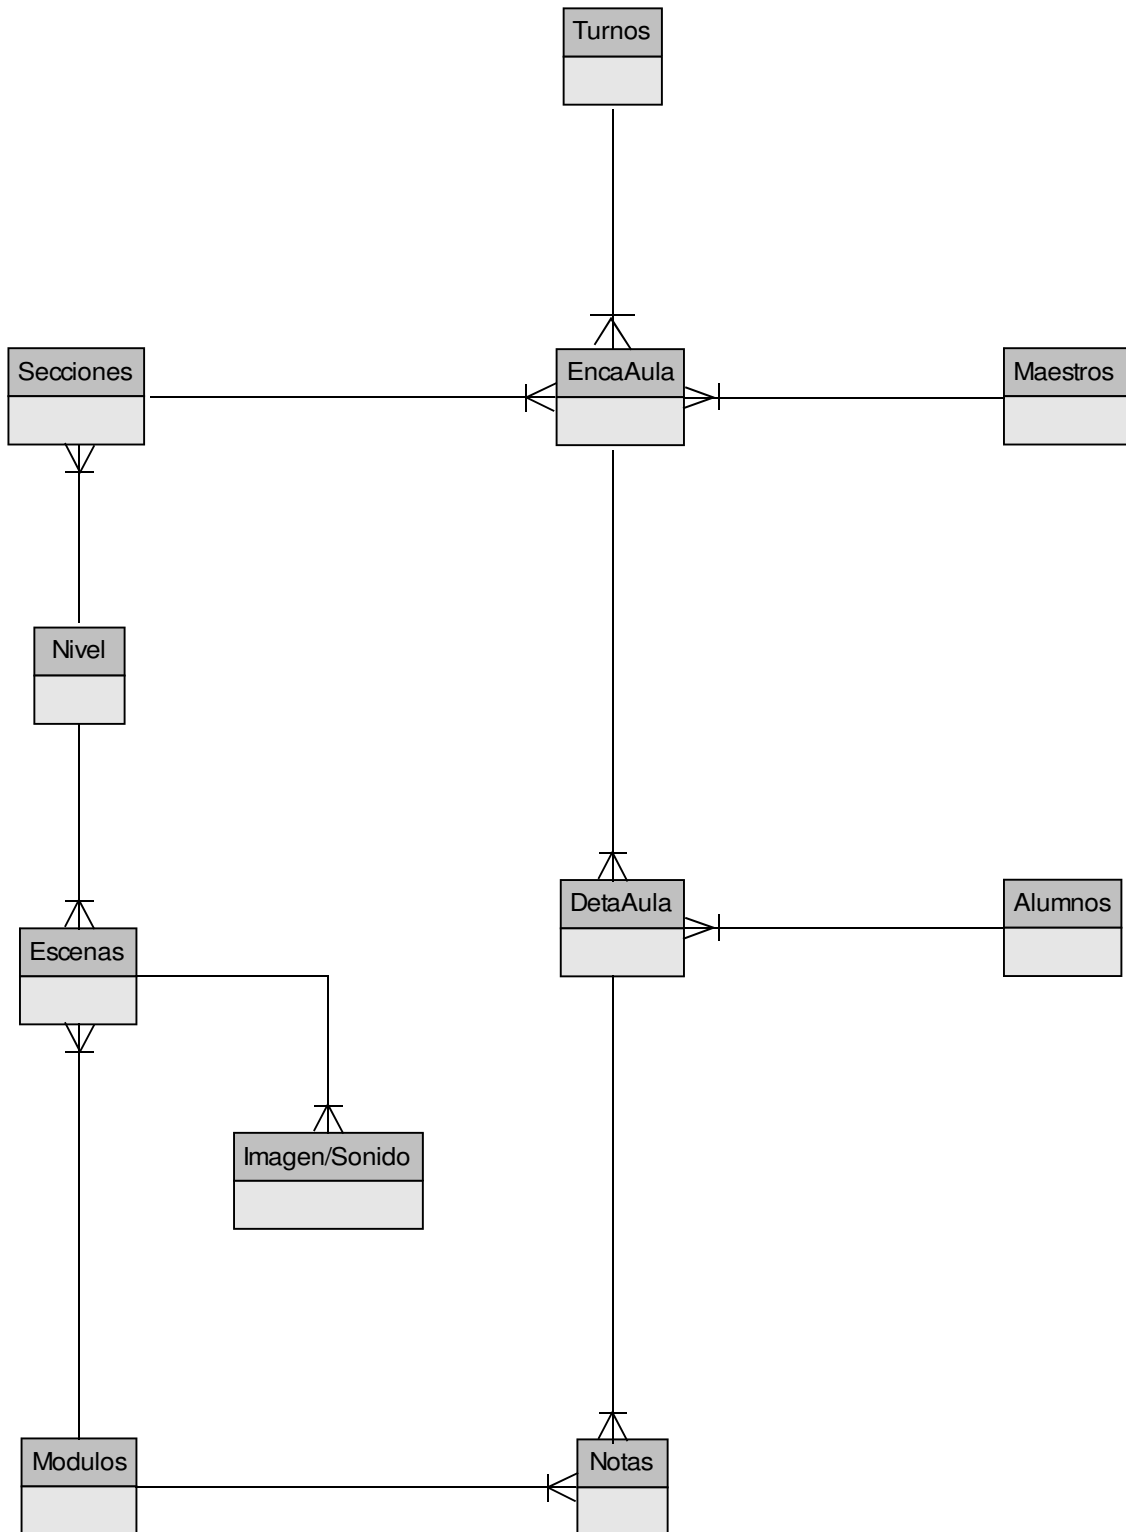 Turnos
Secciones
EncaAula
Maestros
Nivel
DetaAula
Alumnos
Escenas
Imagen/Sonido
Modulos
Notas